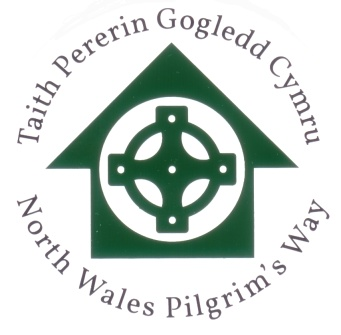 Taith Pererin Gogledd Cymru
North Wales Pilgrim's Way